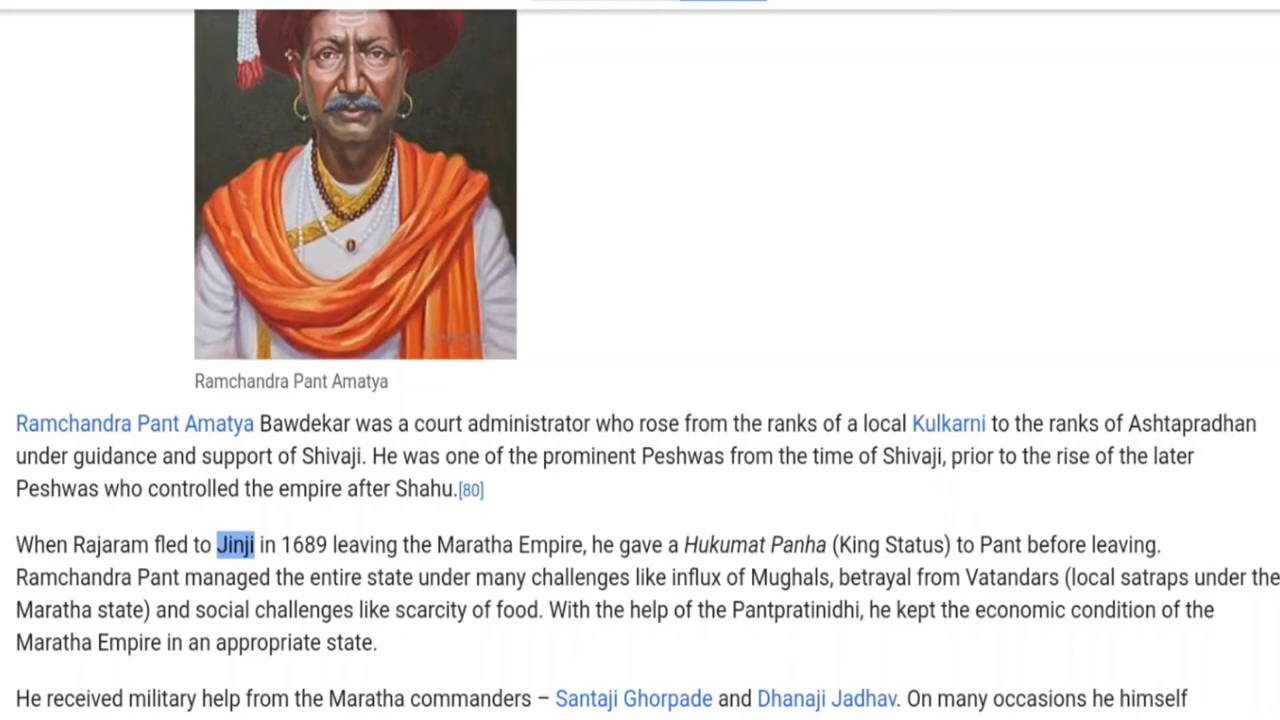 Ramchandra Pant Amatya
Ramchandra Pant Amatya Bawdekar was a court administrator who rose from the ranks of a local Kulkarni to the ranks of Ashtapradhan
under guidance and support of Shivaji. He was one of the prominent Peshwas from the time of Shivaji, prior to the rise of the later
Peshwas who controlled the empire after Shahu.[80]
When Rajaram fled to Jinji in 1689 leaving the Maratha Empire, he gave a Hukumat Panha (King Status) to Pant before leaving.
Ramchandra Pant managed the entire state under many challenges like influx of Mughals, betrayal from Vatandars (local satraps under the
Maratha state) and social challenges like scarcity of food. With the help of the Pantpratinidhi, he kept the economic condition of the
Maratha Empire in an appropriate state.
He received military help from the Maratha commanders – Santaji Ghorpade and Dhanaji Jadhav. On many occasions he himself